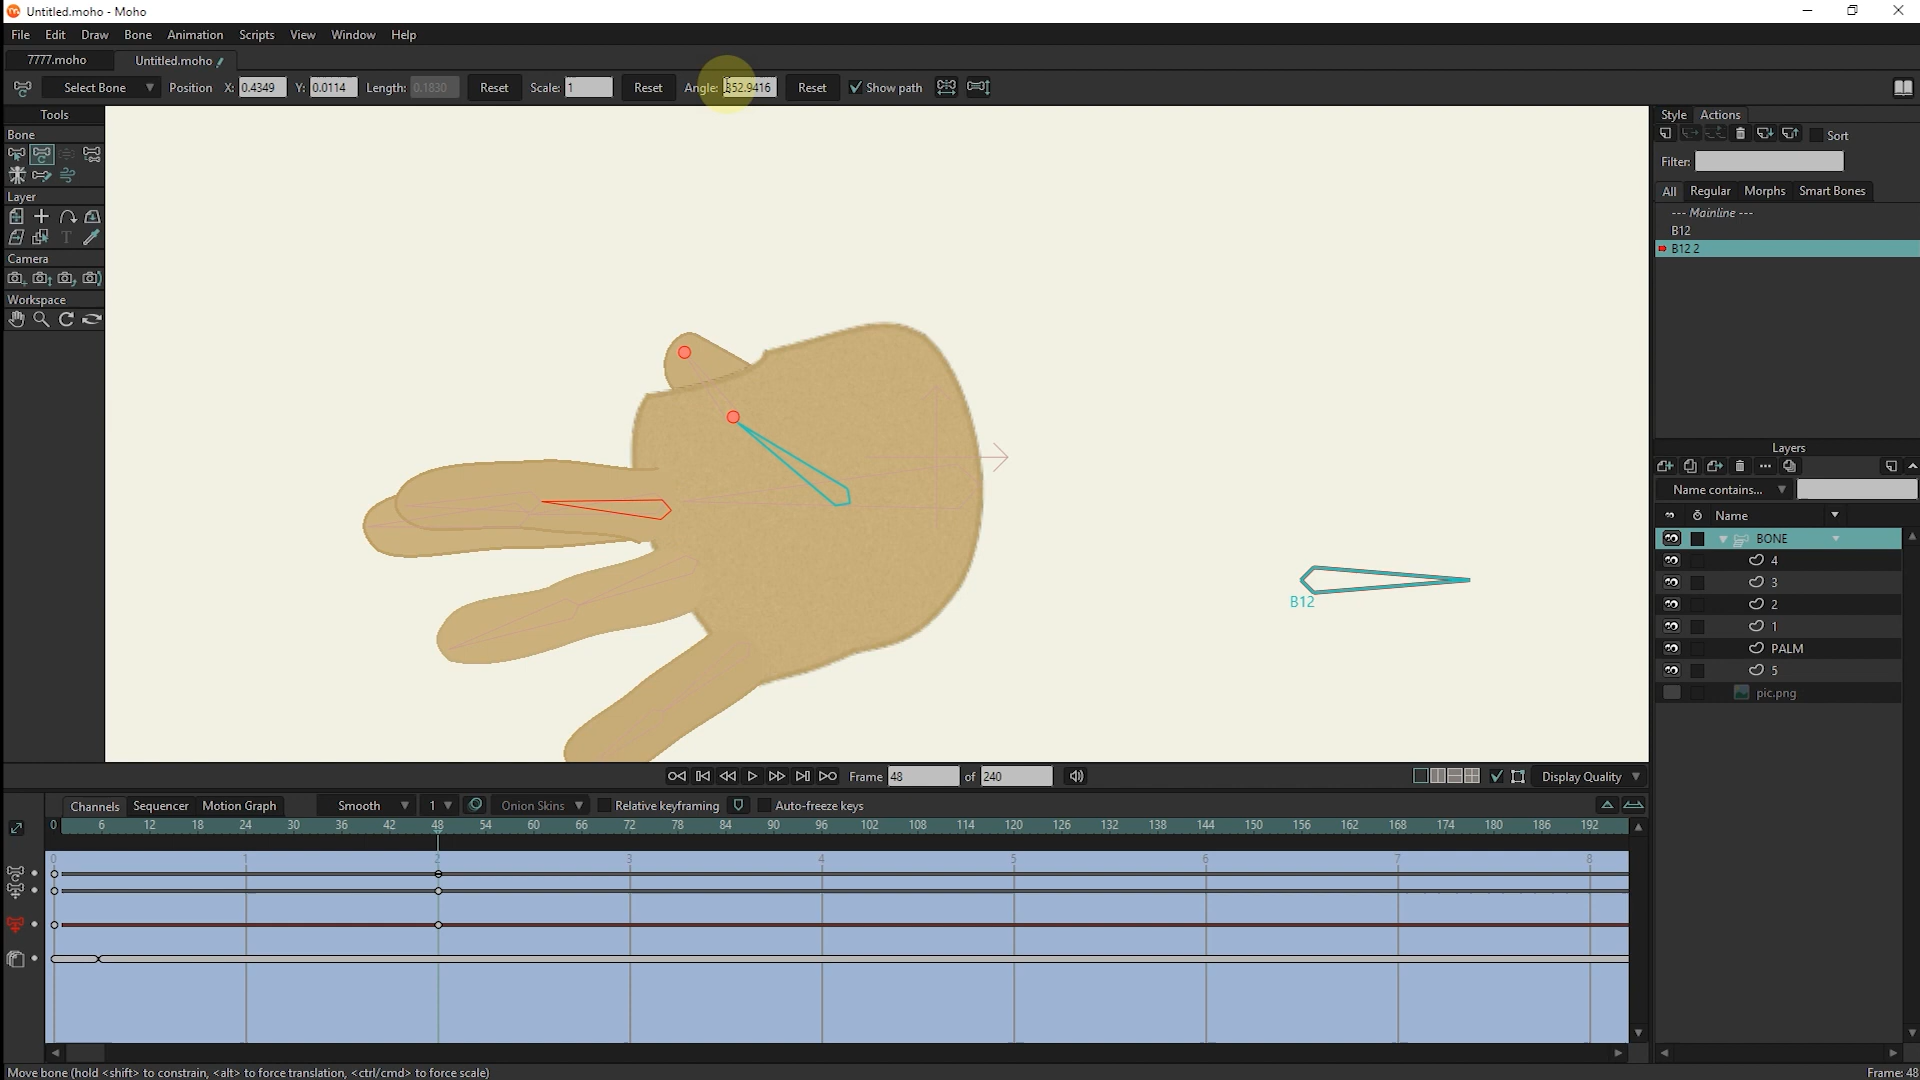 Untitled.moho - Moho
File Edit Draw Bone Animation Scripts View Window Help
7777.moho Untitled.moho
Select Bone Position X: 0.4349 Y: 0.0114 Length: 0.1830 Reset Scale: 1 Reset Angle: 352.9416 Reset Show path
Tools
Bone
Layer
Camera
Workspace
Style Actions
Sort
Filter:
All Regular Morphs Smart Bones
--- Mainline ---
B12
B12 2
B12
Layers
Name contains...
Name
BONE
4
3
2
1
PALM
5
pic.png
Frame 48 of 240 Display Quality
Channels Sequencer Motion Graph Smooth 1 Onion Skins Relative keyframing Auto-freeze keys
0 6 12 18 24 30 36 42 48 54 60 66 72 78 84 90 96 102 108 114 120 126 132 138 144 150 156 162 168 174 180 186 192
0 1 2 3 4 5 6 7 8
Move bone (hold <shift> to constrain, <alt> to force translation, <ctrl/cmd> to force scale) Frame: 48